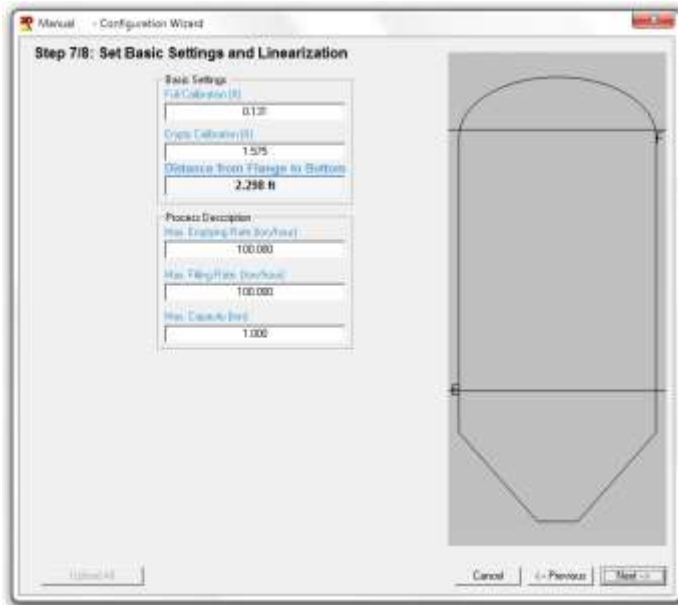 Manual - Configuration Wizard
Step 7/8: Set Basic Settings and Linearization
Basic Settings
Full Calibration (ft)
0.131
Empty Calibration (ft)
1.575
Distance from Flange to Bottom
2.298 ft
Process Description
Max. Emptying Rate (ton/hour)
100.000
Max. Filling Rate (ton/hour)
100.000
Max. Capacity (ton)
1.000
F
E
Upload All
Cancel
<- Previous
Next ->